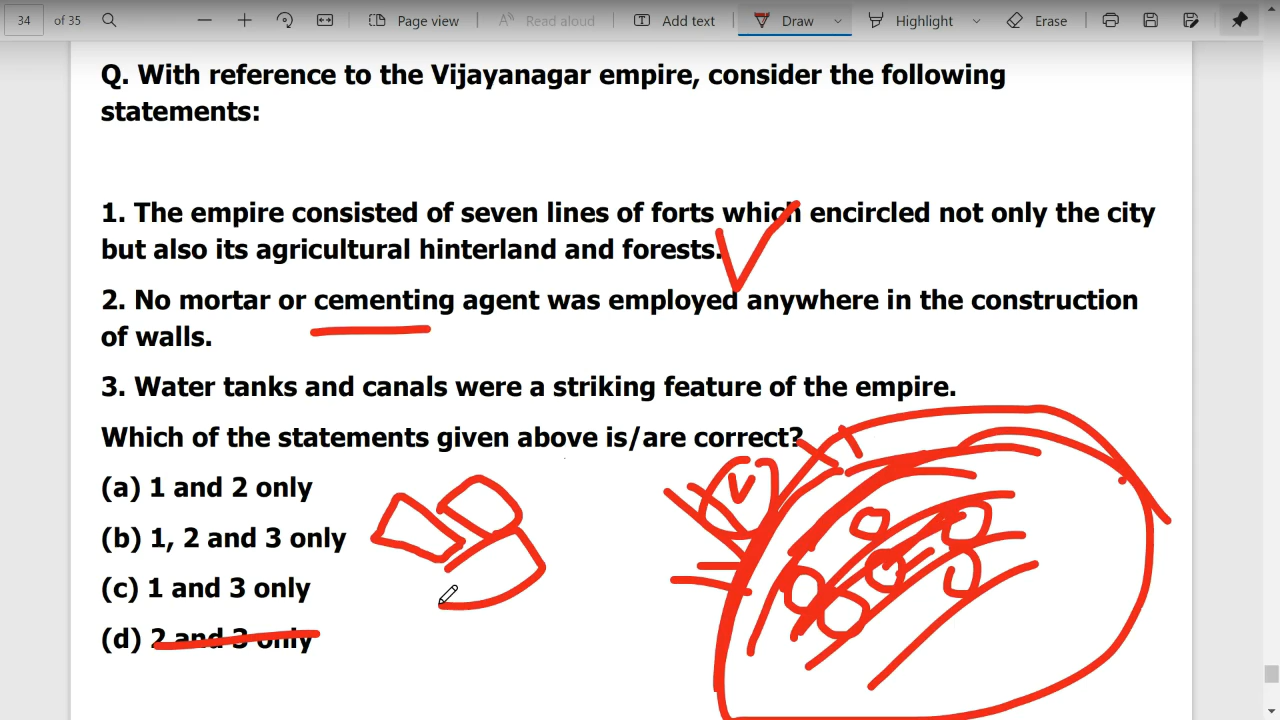 34 of 35 Page view Read aloud Add text Draw Highlight Erase
Q. With reference to the Vijayanagar empire, consider the following
statements:
1. The empire consisted of seven lines of forts which encircled not only the city
but also its agricultural hinterland and forests.
2. No mortar or cementing agent was employed anywhere in the construction
of walls.
3. Water tanks and canals were a striking feature of the empire.
Which of the statements given above is/are correct?
(a) 1 and 2 only
(b) 1, 2 and 3 only
(c) 1 and 3 only
(d) 2 and 3 only
V